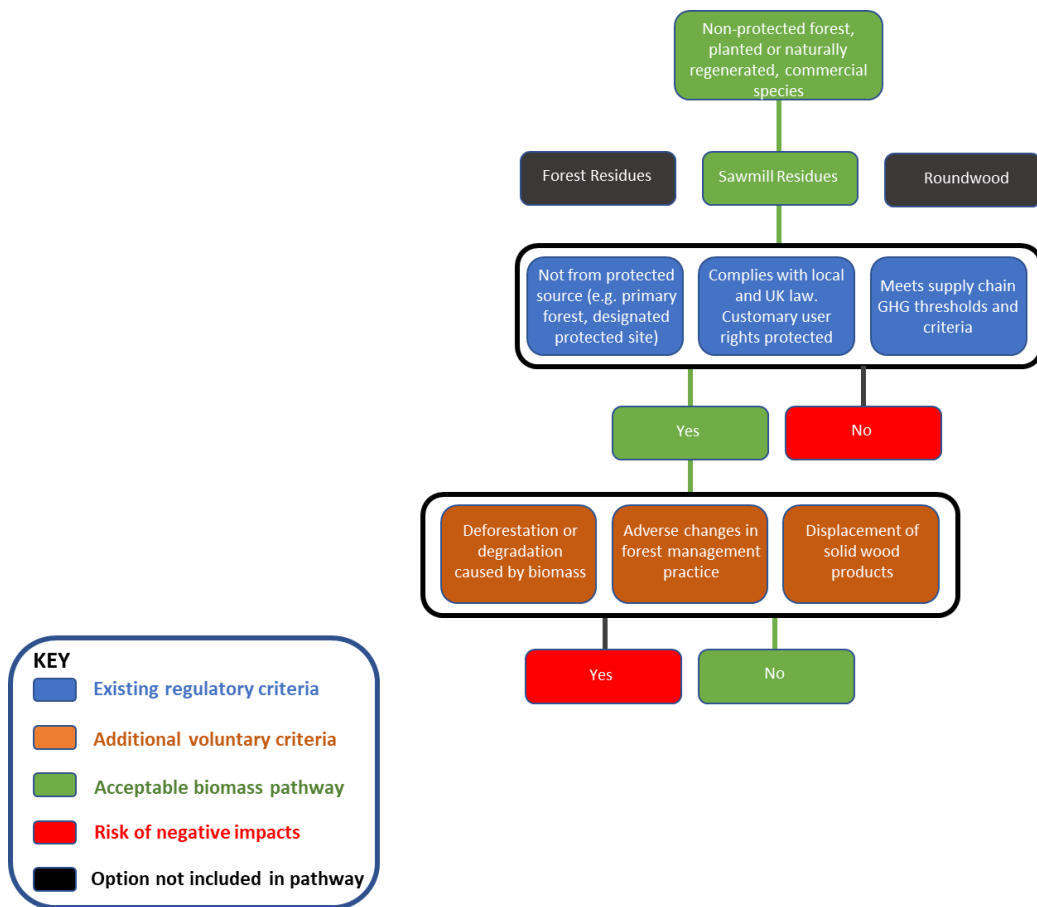 Non-protected forest,
planted or naturally
regenerated, commercial
species
Forest Residues
Sawmill Residues
Roundwood
Not from protected
source (e.g. primary
forest, designated
protected site)
Complies with local
and UK law.
Customary user
rights protected
Meets supply chain
GHG thresholds and
criteria
Yes
No
Deforestation or
degradation
caused by biomass
Adverse changes in
forest management
practice
Displacement of
solid wood
products
Yes
No
KEY
Existing regulatory criteria
Additional voluntary criteria
Acceptable biomass pathway
Risk of negative impacts
Option not included in pathway